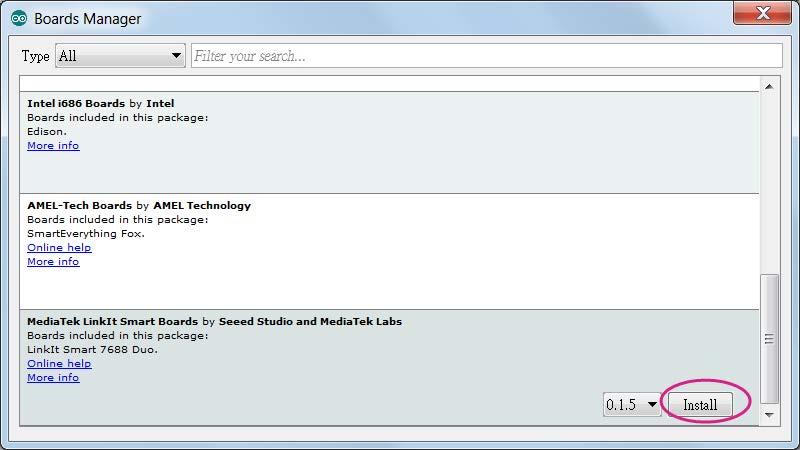 Boards Manager
Type All Filter your search...
Intel i686 Boards by Intel
Boards included in this package:
Edison.
More info
AMEL-Tech Boards by AMEL Technology
Boards included in this package:
SmartEverything Fox.
Online help
More info
MediaTek LinkIt Smart Boards by Seeed Studio and MediaTek Labs
Boards included in this package:
LinkIt Smart 7688 Duo.
Online help
More info
0.1.5 Install